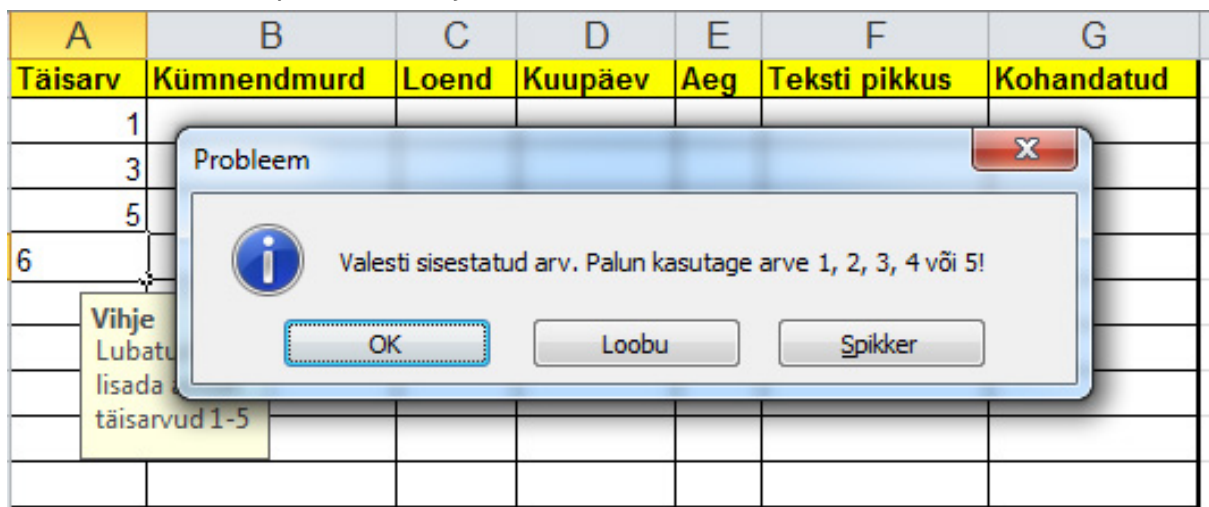 A B C D E F G
Täisarv Kümnendmurd Loend Kuupäev Aeg Teksti pikkus Kohandatud
1
3
5
6
Probleem
Valesti sisestatud arv. Palun kasutage arve 1, 2, 3, 4 või 5!
OK Loobu Spikker
Vihje
lisada
täisarvud 1-5